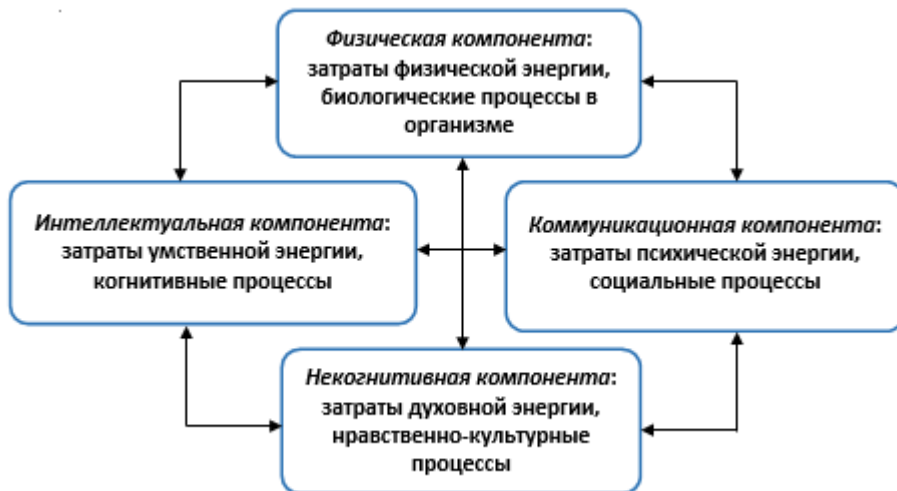 Физическая компонента:
затраты физической энергии,
биологические процессы в
организме
Интеллектуальная компонента:
затраты умственной энергии,
когнитивные процессы
Коммуникационная компонента:
затраты психической энергии,
социальные процессы
Некогнитивная компонента:
затраты духовной энергии,
нравственно-культурные
процессы